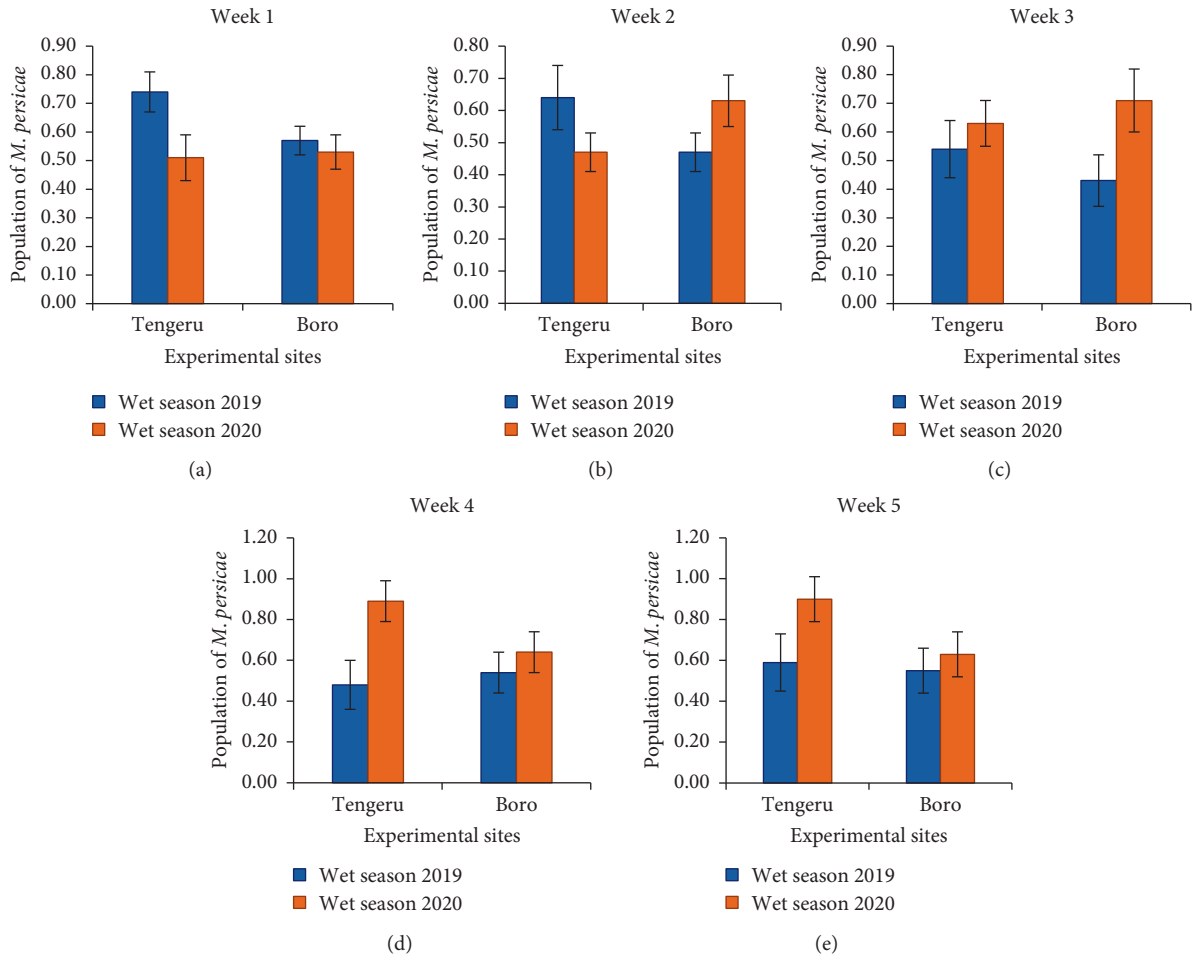 Week 1
Population of M. persicae
0.90
0.80
0.70
0.60
0.50
0.40
0.30
0.20
0.10
0.00
Tengeru
Boro
Experimental sites
Wet season 2019
Wet season 2020
(a)
Week 2
Population of M. persicae
0.80
0.70
0.60
0.50
0.40
0.30
0.20
0.10
0.00
Tengeru
Boro
Experimental sites
Wet season 2019
Wet season 2020
(b)
Week 3
Population of M. persicae
0.90
0.80
0.70
0.60
0.50
0.40
0.30
0.20
0.10
0.00
Tengeru
Boro
Experimental sites
Wet season 2019
Wet season 2020
(c)
Week 4
Population of M. persicae
1.20
1.00
0.80
0.60
0.40
0.20
0.00
Tengeru
Boro
Experimental sites
Wet season 2019
Wet season 2020
(d)
Week 5
Population of M. persicae
1.20
1.00
0.80
0.60
0.40
0.20
0.00
Tengeru
Boro
Experimental sites
Wet season 2019
Wet season 2020
(e)